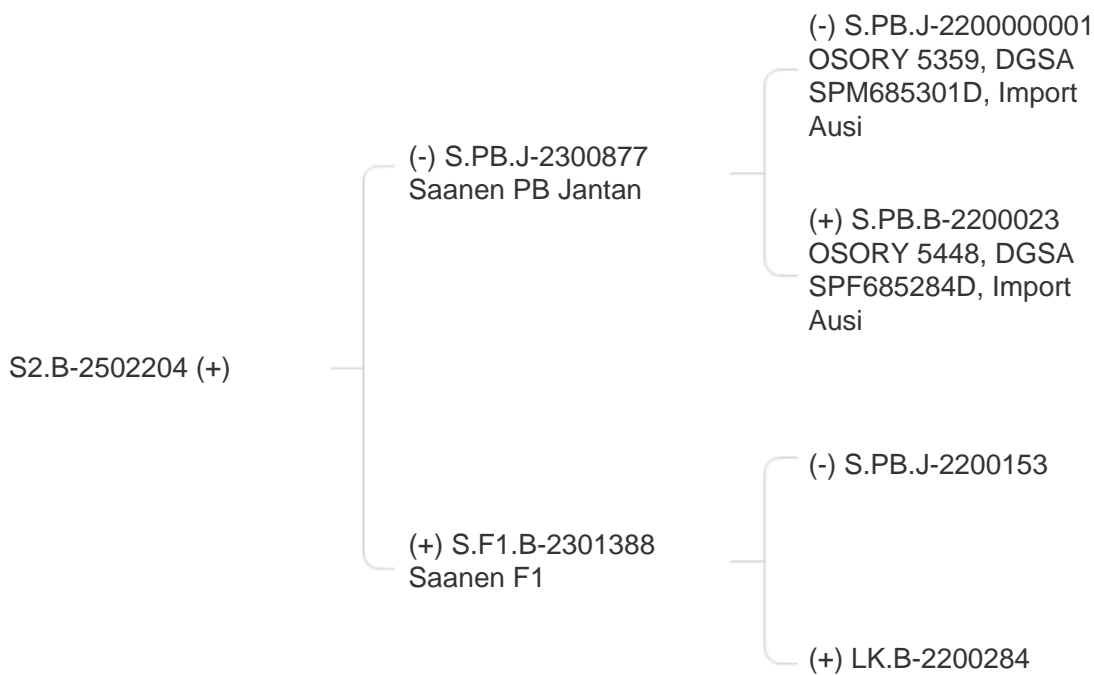 (-) S.PB.J-2200000001
OSORY 5359, DGSA
SPM685301D, Import
Ausi
(-) S.PB.J-2300877
Saanen PB Jantan
(+) S.PB.B-2200023
OSORY 5448, DGSA
SPF685284D, Import
Ausi
S2.B-2502204 (+)
(-) S.PB.J-2200153
(+) S.F1.B-2301388
Saanen F1
(+) LK.B-2200284